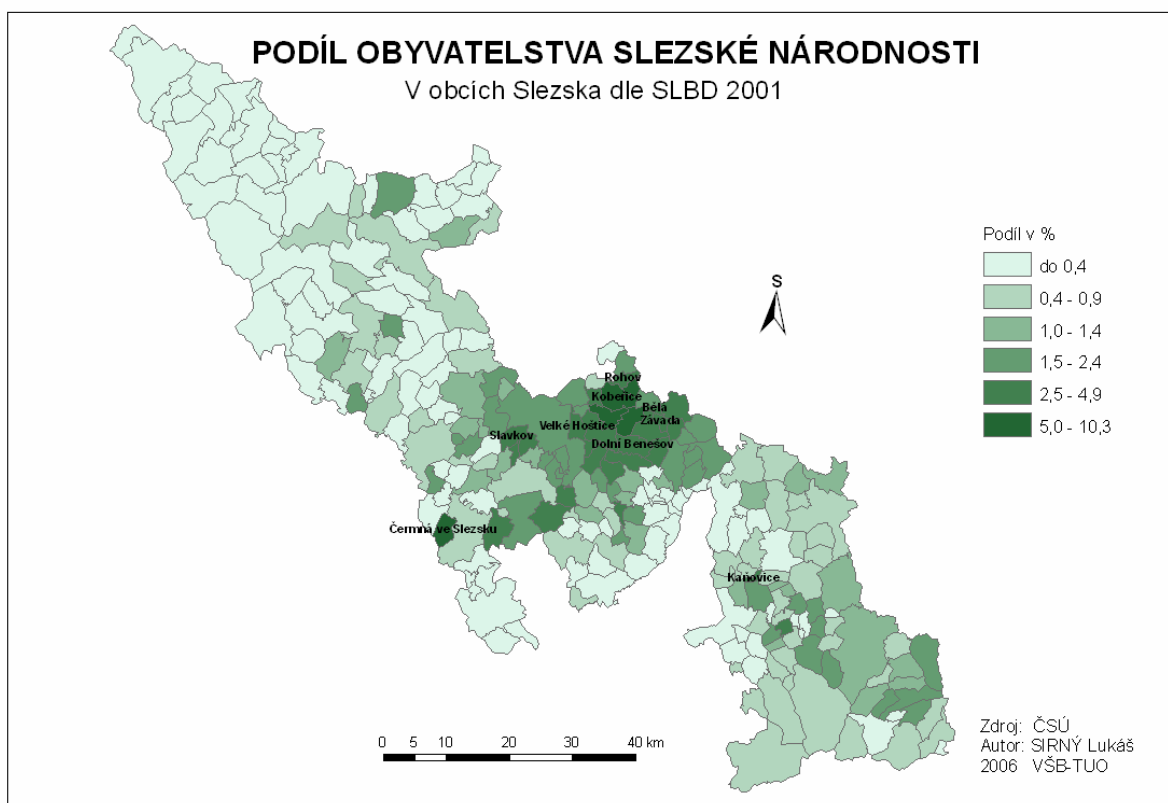 PODÍL OBYVATELSTVA SLEZSKÉ NÁRODNOSTI
V obcích Slezska dle SLBD 2001
Podíl v %
do 0,4
0,4 - 0,9
1,0 - 1,4
1,5 - 2,4
2,5 - 4,9
5,0 - 10,3
S
Rohov
Kobeřice
Bělá
Závada
Velké Hoštice
Slavkov
Dolní Benešov
Čermná ve Slezsku
Kaňovice
0 5 10 20 30 40 km
Zdroj: ČSÚ
Autor: SIRNÝ Lukáš
2006 VŠB-TUO